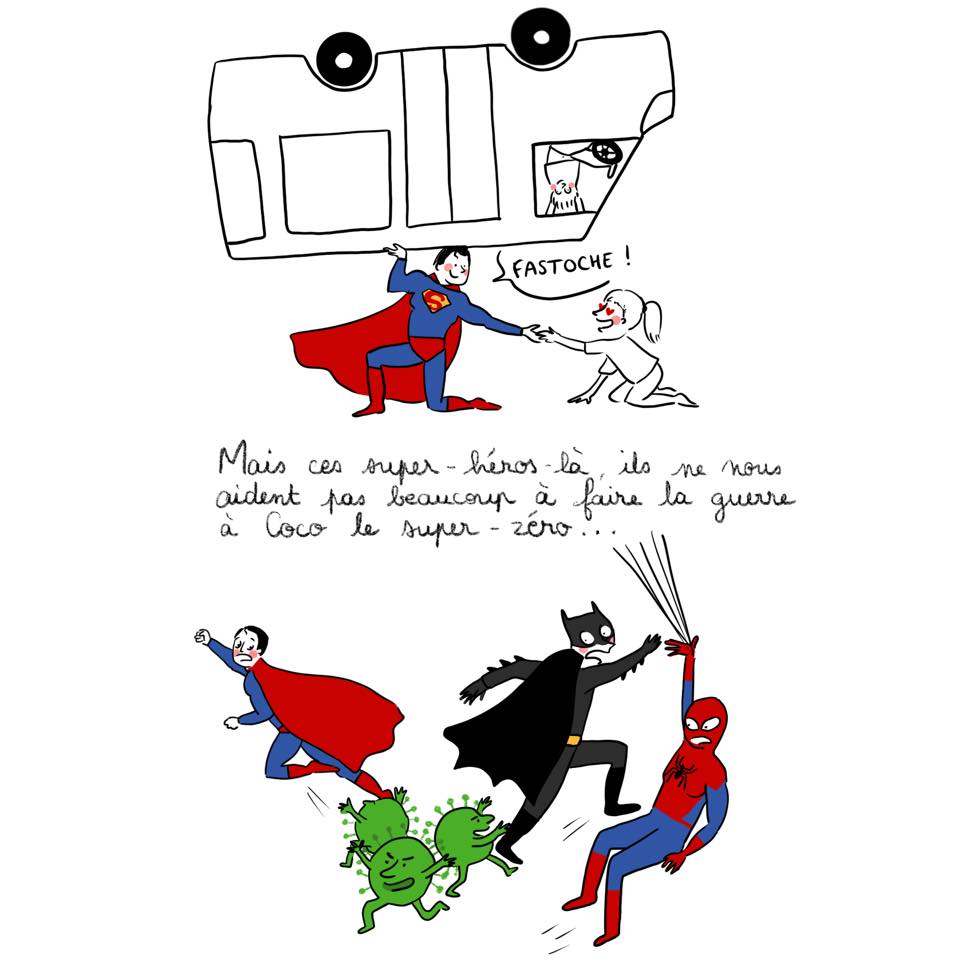 FASTOCHE !
Mais ces super-héros-là, ils ne nous
aident pas beaucoup à faire la guerre
à Coco le super-zéro...